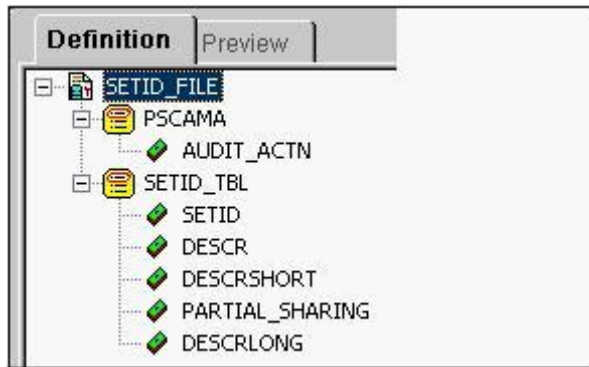 Definition Preview
SETID_FILE
PSCAMA
AUDIT_ACTN
SETID_TBL
SETID
DESCR
DESCRSHORT
PARTIAL_SHARING
DESCRLONG